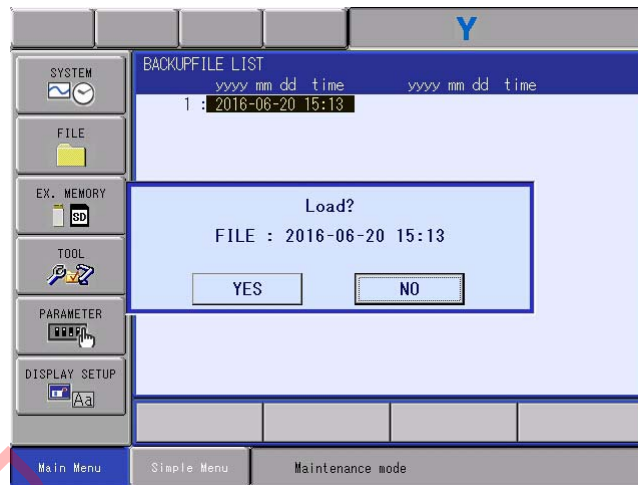 Y
SYSTEM
FILE
EX. MEMORY
SD
TOOL
PARAMETER
DISPLAY SETUP
Aa
BACKUPFILE LIST
yyyy mm dd time yyyy mm dd time
1 : 2016-06-20 15:13
Load?
FILE : 2016-06-20 15:13
YES NO
Main Menu Simple Menu Maintenance mode